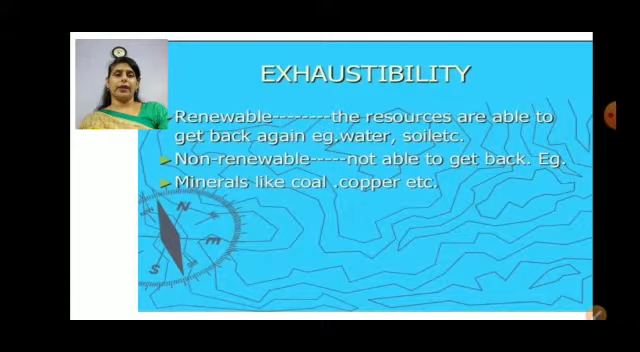 EXHAUSTIBILITY
Renewable--------the resources are able to
get back again eg.water, soiletc.
Non-renewable-----not able to get back. Eg.
Minerals like coal .copper etc.
N
m
S